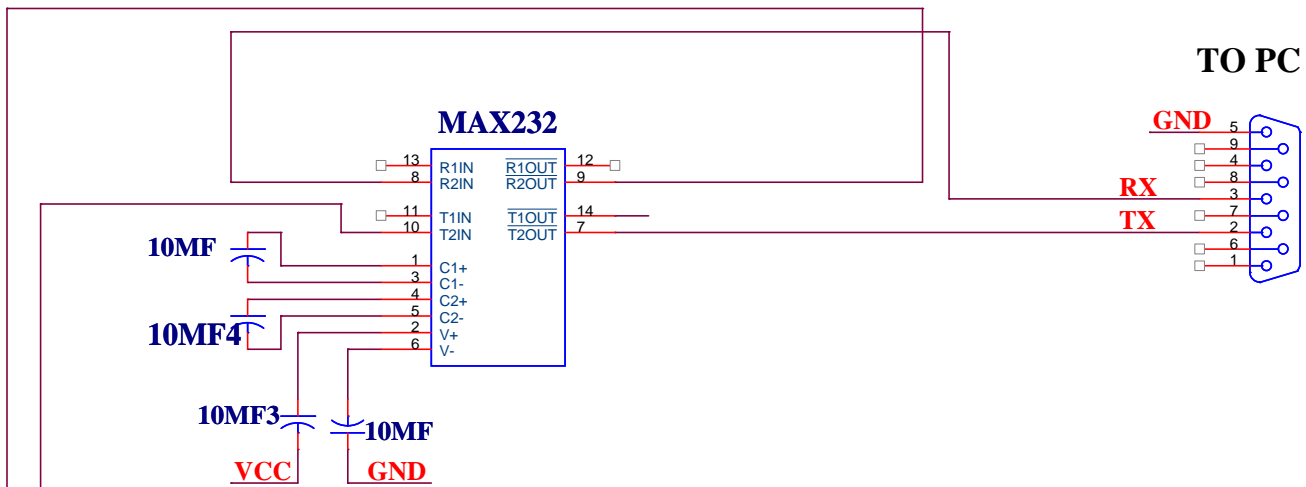 TO PC
MAX232
GND 5
9
4
8
RX 3
7
TX 2
6
1
13 R1IN R1OUT 12
8 R2IN R2OUT 9
11 T1IN T1OUT 14
10 T2IN T2OUT 7
10MF
1 C1+
3 C1-
4 C2+
10MF4
5 C2-
2 V+
6 V-
10MF3
10MF
VCC
GND